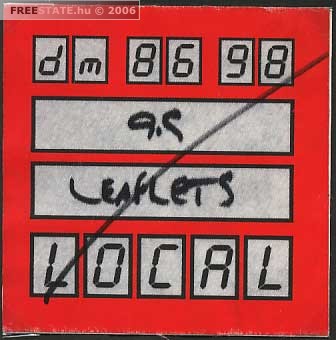 FREESTATE.hu © 2006
dm 86 98
9.5
LEAFLETS
LOCAL